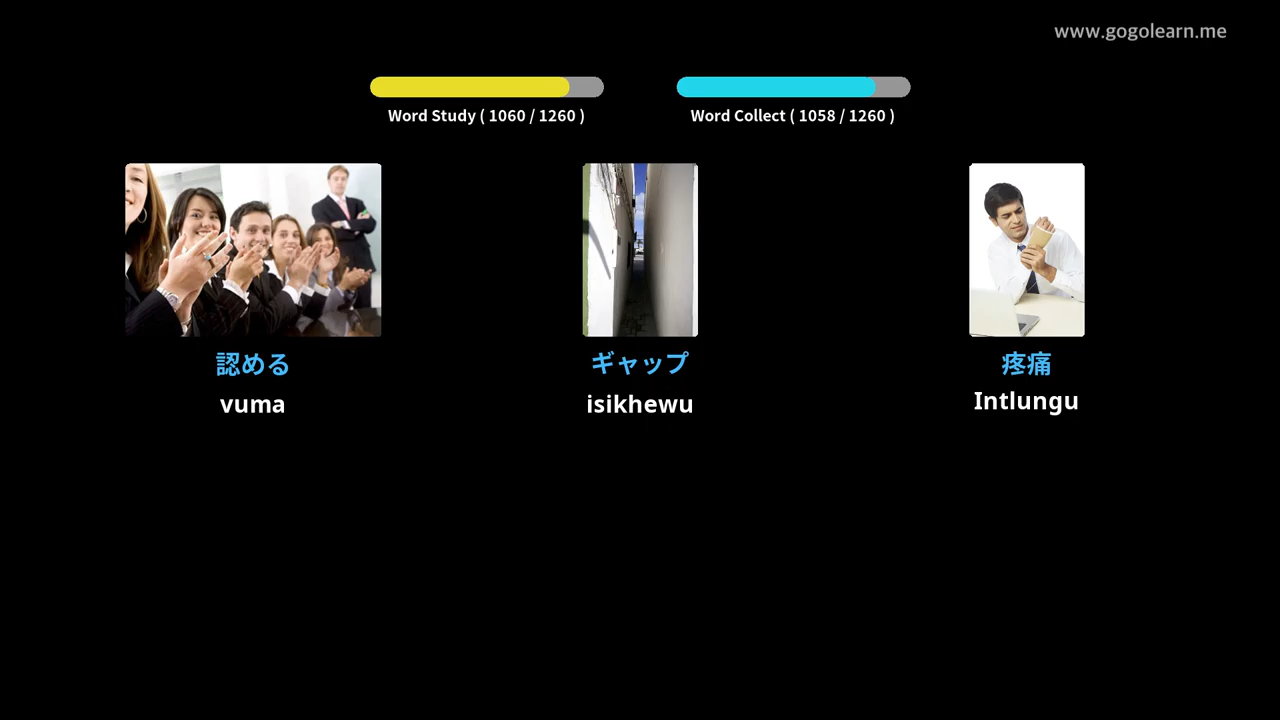 www.gogolearn.me
Word Study ( 1060 / 1260 )
Word Collect ( 1058 / 1260 )
認める
vuma
ギャップ
isikhewu
疼痛
Intlungu